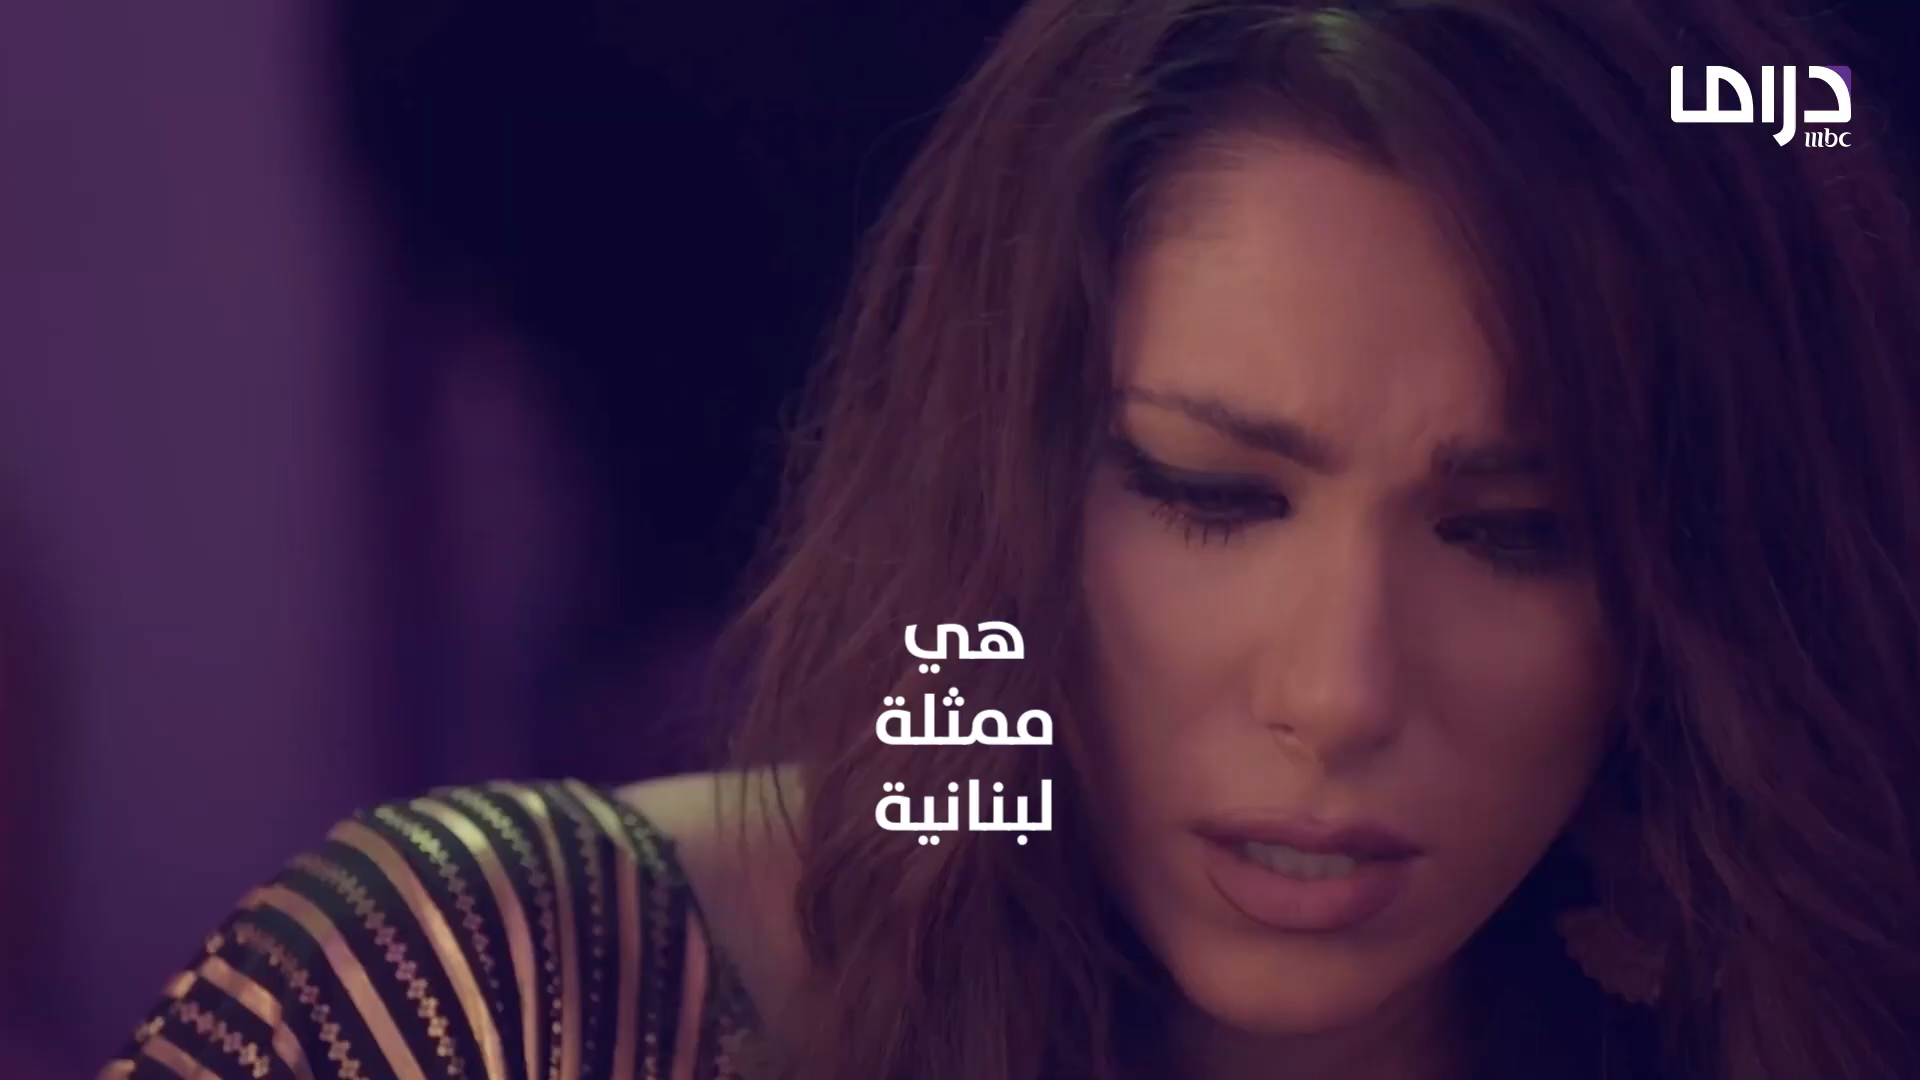 دراما
mbc
هي
ممثلة
لبنانية